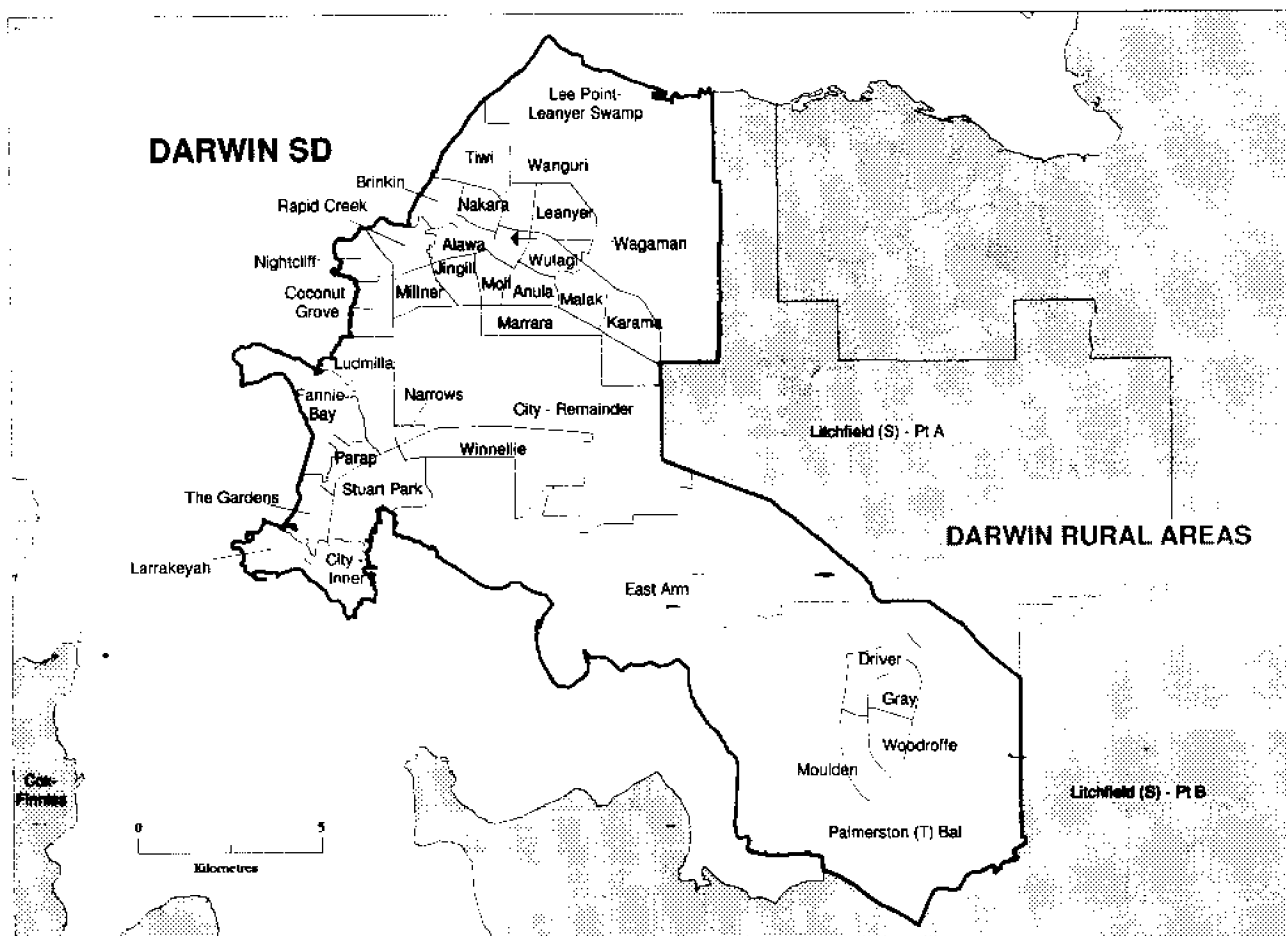 DARWIN SD
Lee Point-
Leanyer Swamp
Tiwi
Wanguri
Brinkin
Nakara
Leanyer
Rapid Creek
Alawa
Wagaman
Nightcliff
Jingili
Wulagi
Coconut
Grove
Millner
Moil
Anula
Malak
Marrara
Karama
Ludmilla
Fannie
Bay
Narrows
City - Remainder
Litchfield (S) - Pt A
Parap
Winnellie
The Gardens
Stuart Park
DARWIN RURAL AREAS
Larrakeyah
City
Inner
East Arm
Driver
Gray
Woodroffe
Moulden
Cox-
Finniss
Litchfield (S) - Pt B
0 5
Kilometres
Palmerston (T) Bal